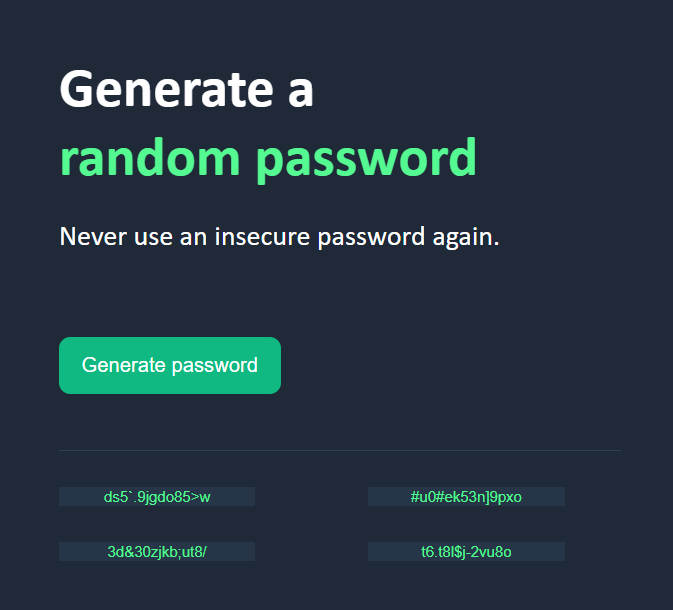 Generate a
random password
Never use an insecure password again.
Generate password
ds5`.9jgdo85>w
#u0#ek53n]9pxo
3d&30zjkb;ut8/
t6.t8l$j-2vu8o